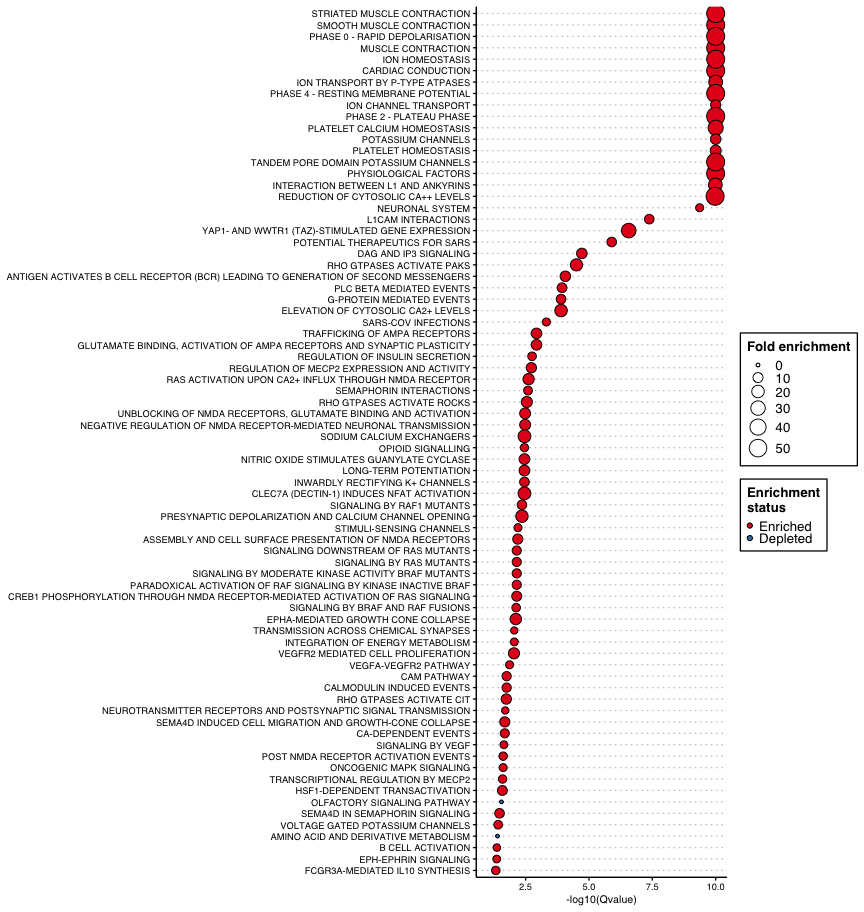 STRIATED MUSCLE CONTRACTION
SMOOTH MUSCLE CONTRACTION
PHASE 0 - RAPID DEPOLARISATION
MUSCLE CONTRACTION
ION HOMEOSTASIS
CARDIAC CONDUCTION
ION TRANSPORT BY P-TYPE ATPASES
PHASE 4 - RESTING MEMBRANE POTENTIAL
ION CHANNEL TRANSPORT
PHASE 2 - PLATEAU PHASE
PLATELET CALCIUM HOMEOSTASIS
POTASSIUM CHANNELS
PLATELET HOMEOSTASIS
TANDEM PORE DOMAIN POTASSIUM CHANNELS
PHYSIOLOGICAL FACTORS
INTERACTION BETWEEN L1 AND ANKYRINS
REDUCTION OF CYTOSOLIC CA++ LEVELS
NEURONAL SYSTEM
L1CAM INTERACTIONS
YAP1- AND WWTR1 (TAZ)-STIMULATED GENE EXPRESSION
POTENTIAL THERAPEUTICS FOR SARS
DAG AND IP3 SIGNALING
RHO GTPASES ACTIVATE PAKS
ANTIGEN ACTIVATES B CELL RECEPTOR (BCR) LEADING TO GENERATION OF SECOND MESSENGERS
PLC BETA MEDIATED EVENTS
G-PROTEIN MEDIATED EVENTS
ELEVATION OF CYTOSOLIC CA2+ LEVELS
SARS-COV INFECTIONS
TRAFFICKING OF AMPA RECEPTORS
GLUTAMATE BINDING, ACTIVATION OF AMPA RECEPTORS AND SYNAPTIC PLASTICITY
REGULATION OF INSULIN SECRETION
REGULATION OF MECP2 EXPRESSION AND ACTIVITY
RAS ACTIVATION UPON CA2+ INFLUX THROUGH NMDA RECEPTOR
SEMAPHORIN INTERACTIONS
RHO GTPASES ACTIVATE ROCKS
UNBLOCKING OF NMDA RECEPTORS, GLUTAMATE BINDING AND ACTIVATION
NEGATIVE REGULATION OF NMDA RECEPTOR-MEDIATED NEURONAL TRANSMISSION
SODIUM CALCIUM EXCHANGERS
OPIOID SIGNALLING
NITRIC OXIDE STIMULATES GUANYLATE CYCLASE
LONG-TERM POTENTIATION
INWARDLY RECTIFYING K+ CHANNELS
CLEC7A (DECTIN-1) INDUCES NFAT ACTIVATION
SIGNALING BY RAF1 MUTANTS
PRESYNAPTIC DEPOLARIZATION AND CALCIUM CHANNEL OPENING
STIMULI-SENSING CHANNELS
ASSEMBLY AND CELL SURFACE PRESENTATION OF NMDA RECEPTORS
SIGNALING DOWNSTREAM OF RAS MUTANTS
SIGNALING BY RAS MUTANTS
SIGNALING BY MODERATE KINASE ACTIVITY BRAF MUTANTS
PARADOXICAL ACTIVATION OF RAF SIGNALING BY KINASE INACTIVE BRAF
CREB1 PHOSPHORYLATION THROUGH NMDA RECEPTOR-MEDIATED ACTIVATION OF RAS SIGNALING
SIGNALING BY BRAF AND RAF FUSIONS
EPHA-MEDIATED GROWTH CONE COLLAPSE
TRANSMISSION ACROSS CHEMICAL SYNAPSES
INTEGRATION OF ENERGY METABOLISM
VEGFR2 MEDIATED CELL PROLIFERATION
VEGFA-VEGFR2 PATHWAY
CAM PATHWAY
CALMODULIN INDUCED EVENTS
RHO GTPASES ACTIVATE CIT
NEUROTRANSMITTER RECEPTORS AND POSTSYNAPTIC SIGNAL TRANSMISSION
SEMA4D INDUCED CELL MIGRATION AND GROWTH-CONE COLLAPSE
CA-DEPENDENT EVENTS
SIGNALING BY VEGF
POST NMDA RECEPTOR ACTIVATION EVENTS
ONCOGENIC MAPK SIGNALING
TRANSCRIPTIONAL REGULATION BY MECP2
HSF1-DEPENDENT TRANSACTIVATION
OLFACTORY SIGNALING PATHWAY
SEMA4D IN SEMAPHORIN SIGNALING
VOLTAGE GATED POTASSIUM CHANNELS
AMINO ACID AND DERIVATIVE METABOLISM
B CELL ACTIVATION
EPH-EPHRIN SIGNALING
FCGR3A-MEDIATED IL10 SYNTHESIS
2.5 5.0 7.5 10.0
-log10(Qvalue)
Fold enrichment
0
10
20
30
40
50
Enrichment
status
Enriched
Depleted